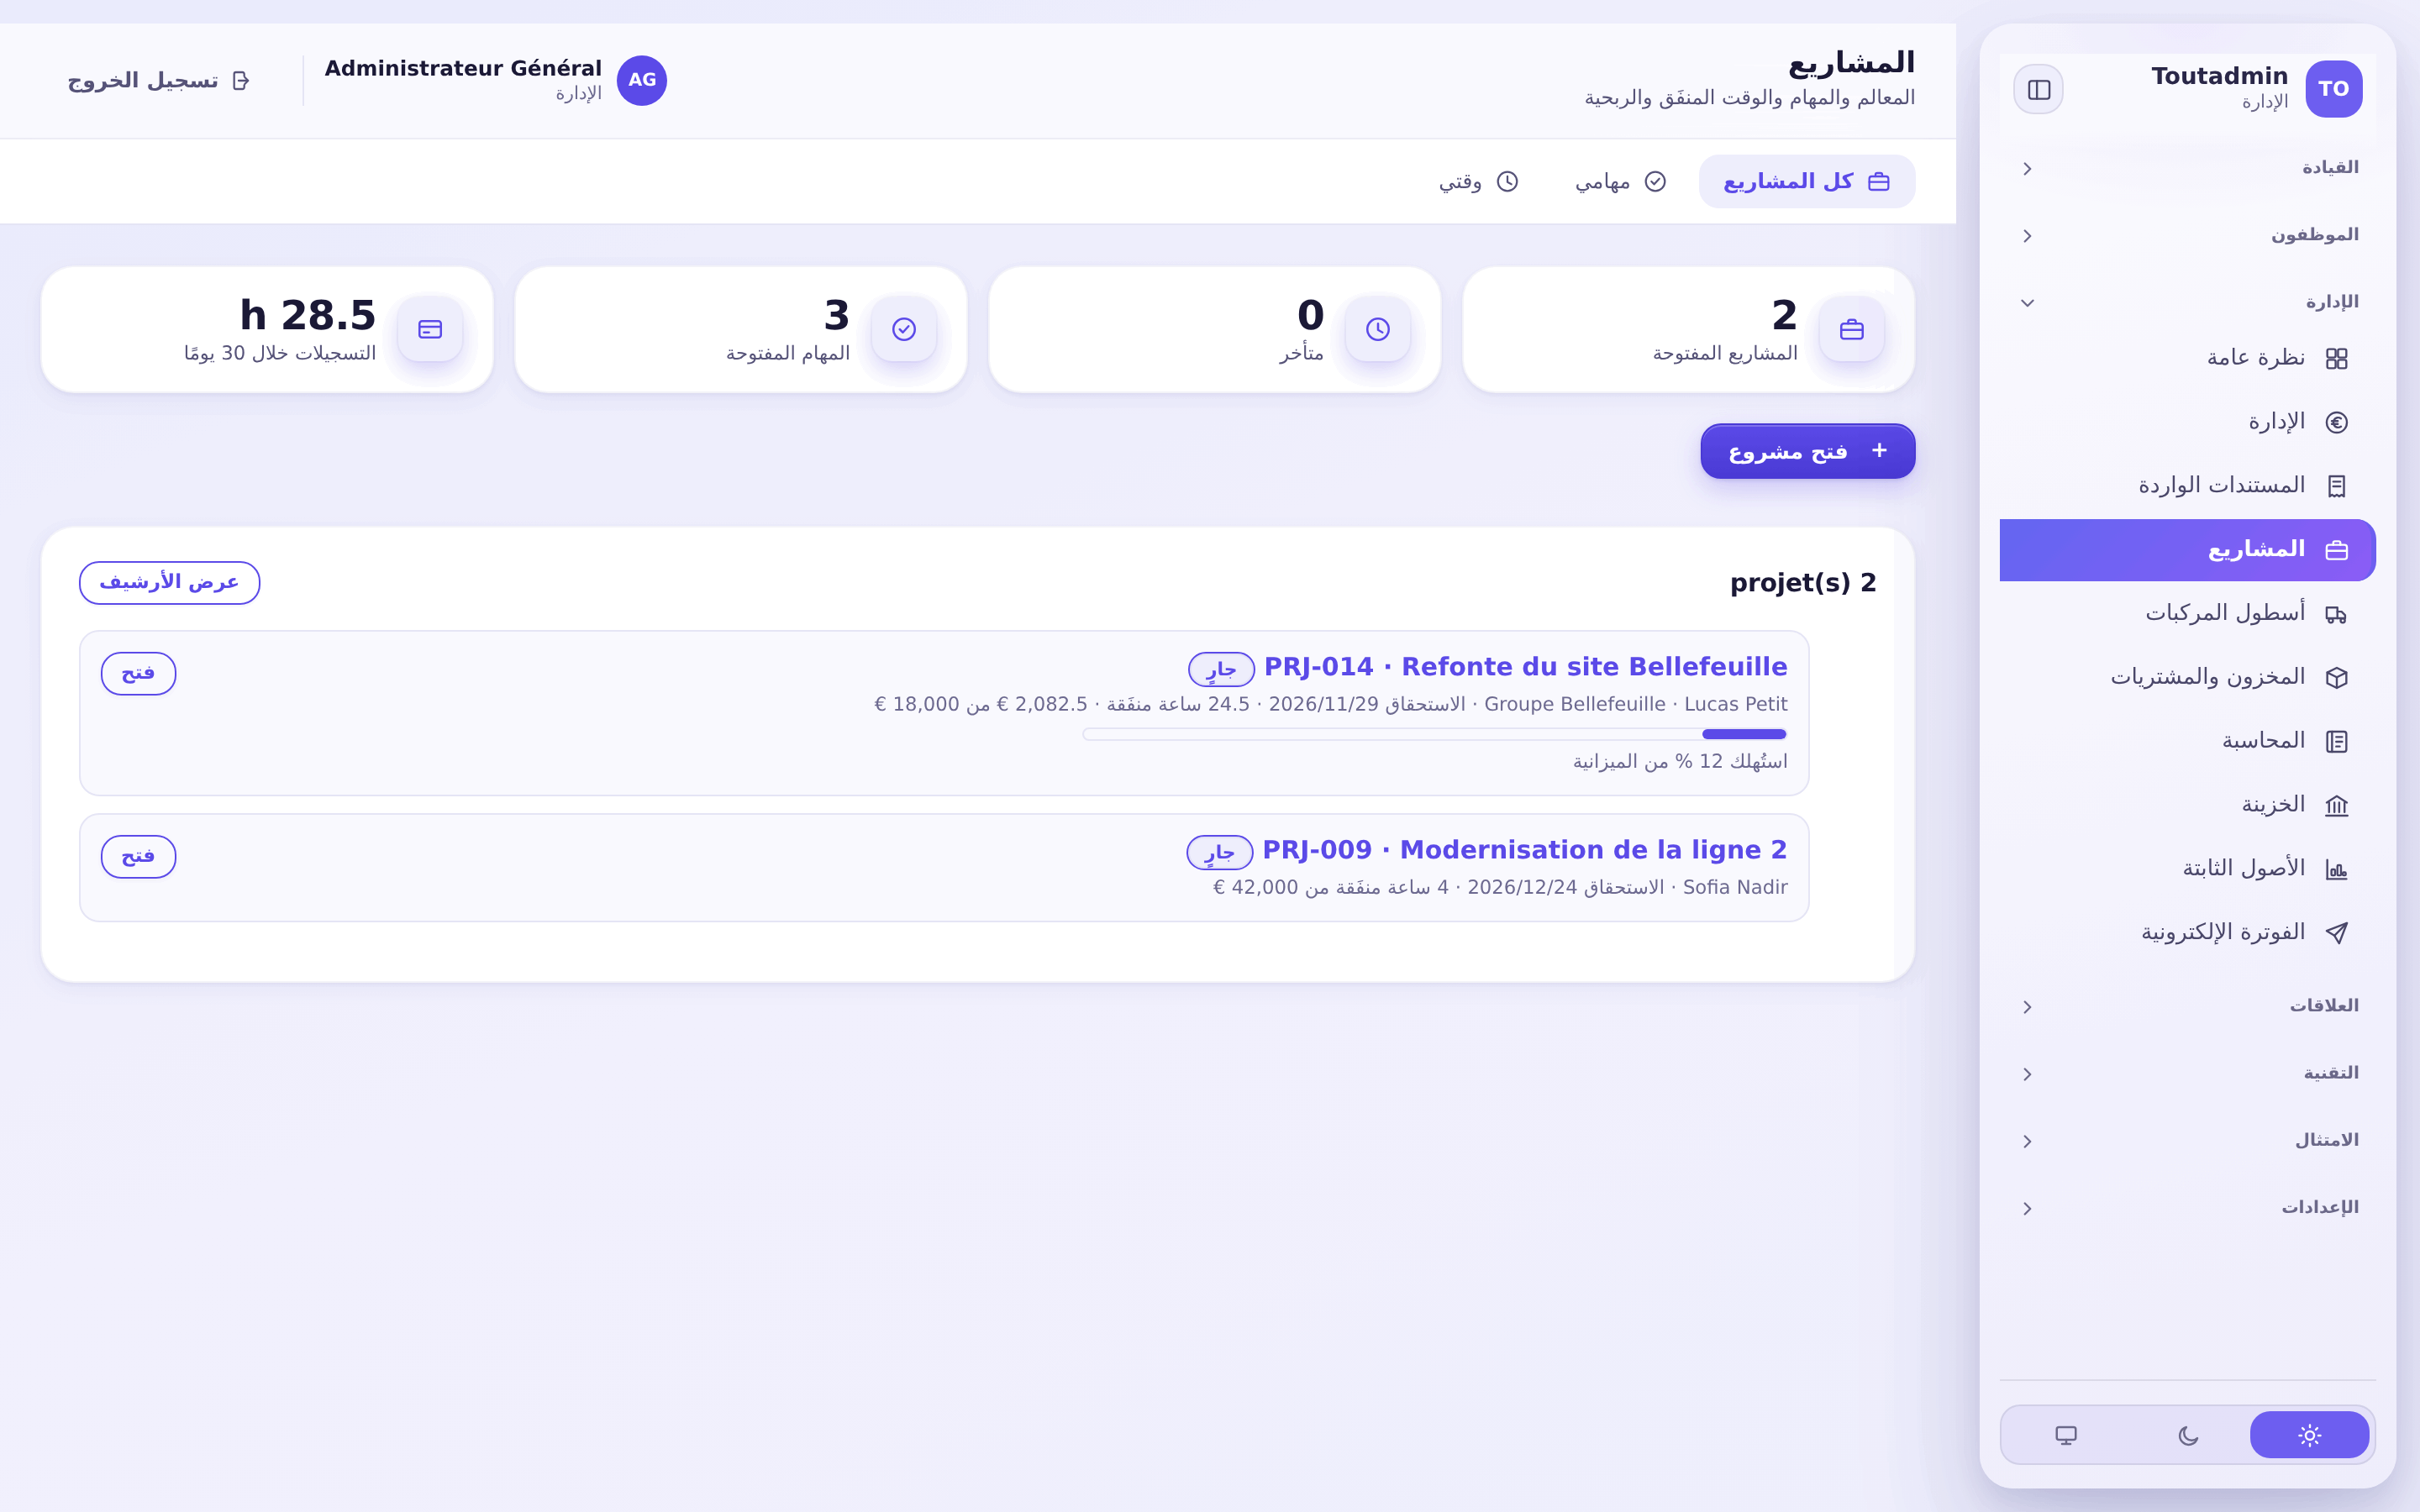 TO
Toutadmin
الإدارة
القيادة
الموظفون
الإدارة
نظرة عامة
الإدارة
المستندات الواردة
المشاريع
أسطول المركبات
المخزون والمشتريات
المحاسبة
الخزينة
الأصول الثابتة
الفوترة الإلكترونية
العلاقات
التقنية
الامتثال
الإعدادات
المشاريع
المعالم والمهام والوقت المنفَق والربحية
AG
Administrateur Général
الإدارة
تسجيل الخروج
كل المشاريع
مهامي
وقتي
2
المشاريع المفتوحة
0
متأخر
3
المهام المفتوحة
28.5 h
التسجيلات خلال 30 يومًا
+ فتح مشروع
2 projet(s)
عرض الأرشيف
PRJ-014 · Refonte du site Bellefeuille جارٍ
Groupe Bellefeuille · Lucas Petit · الاستحقاق 2026/11/29 · 24.5 ساعة منفَقة · 2,082.5 € من 18,000 €
استُهلك 12 % من الميزانية
فتح
PRJ-009 · Modernisation de la ligne 2 جارٍ
Sofia Nadir · الاستحقاق 2026/12/24 · 4 ساعة منفَقة من 42,000 €
فتح